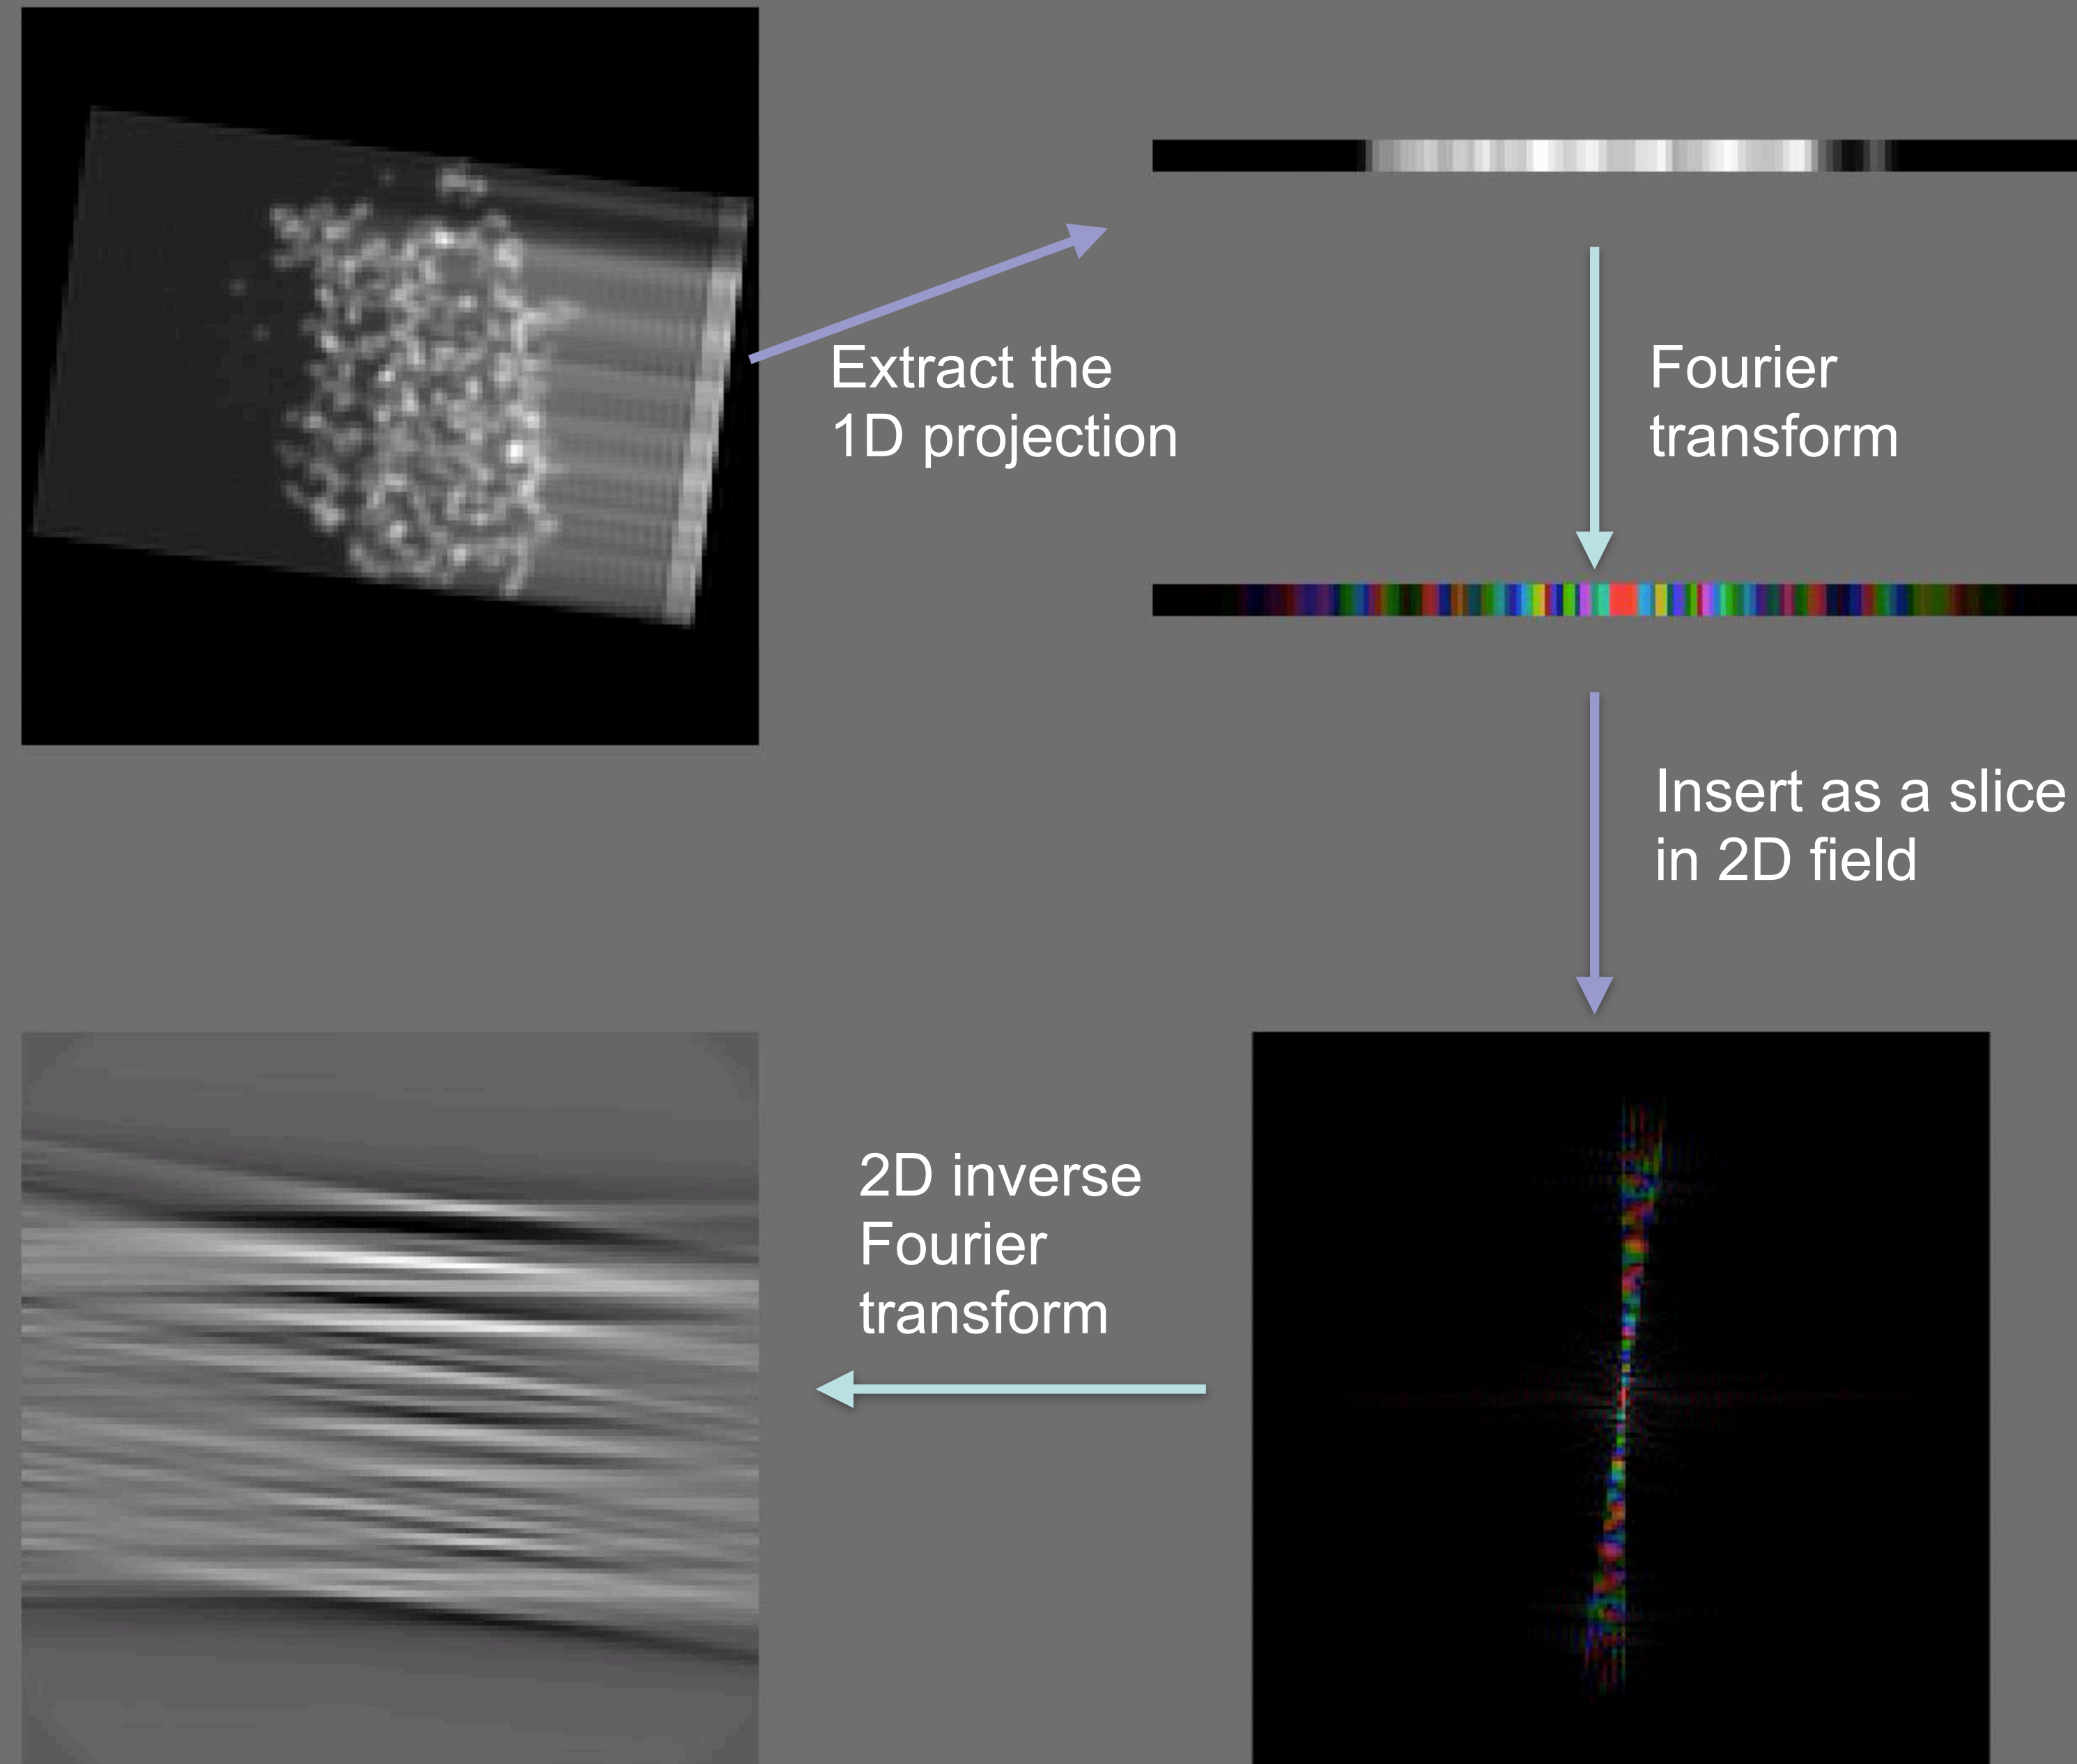 Extract the
1D projection
Fourier
transform
Insert as a slice
in 2D field
2D inverse
Fourier
transform